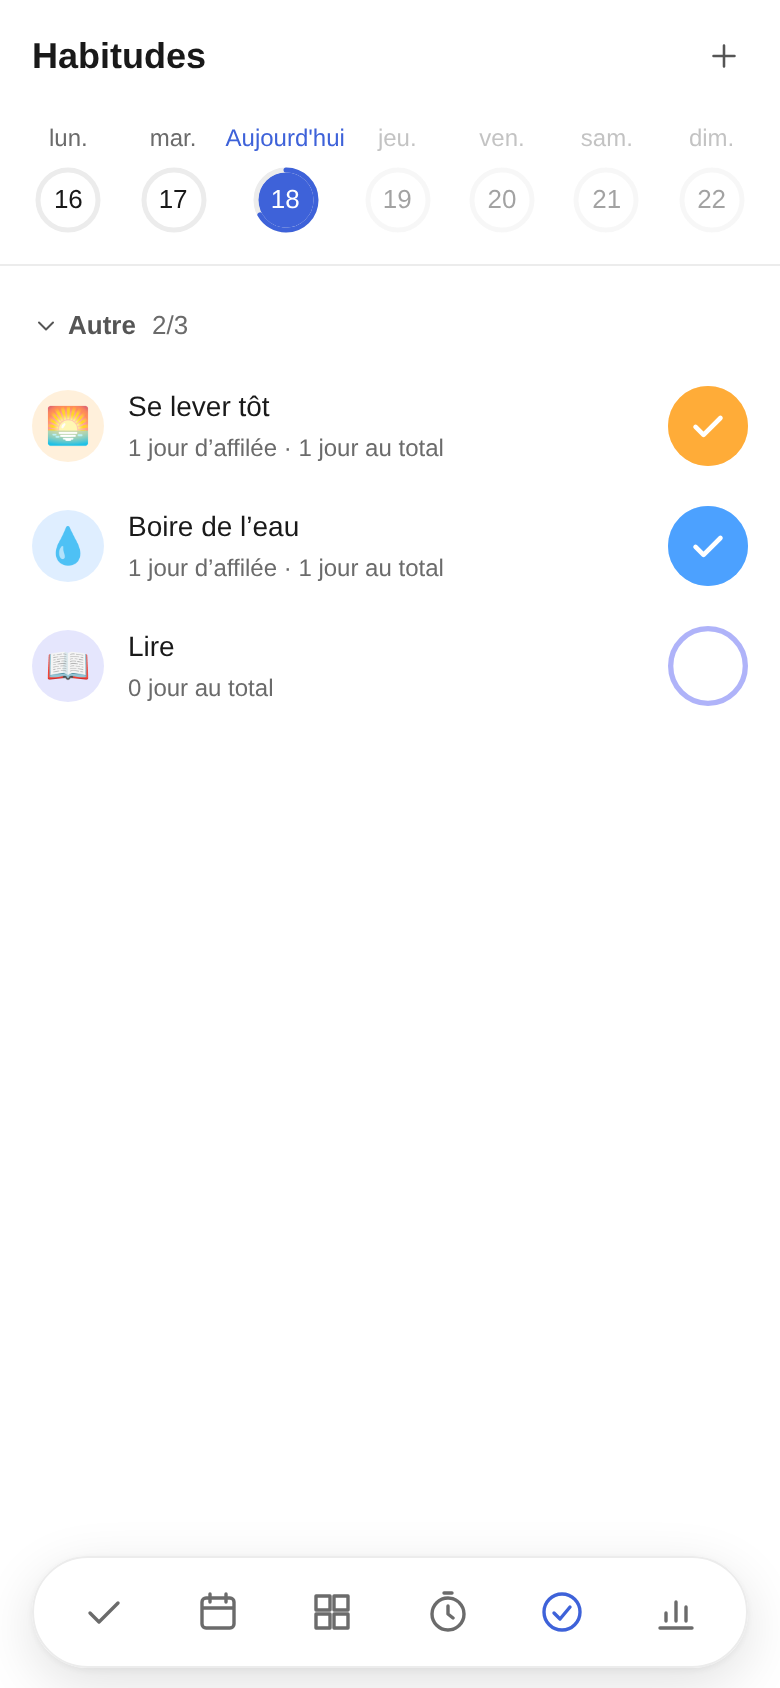 Habitudes
lun. mar. Aujourd'hui jeu. ven. sam. dim.
16 17 18 19 20 21 22
Autre 2/3
Se lever tôt
1 jour d’affilée · 1 jour au total
Boire de l’eau
1 jour d’affilée · 1 jour au total
Lire
0 jour au total